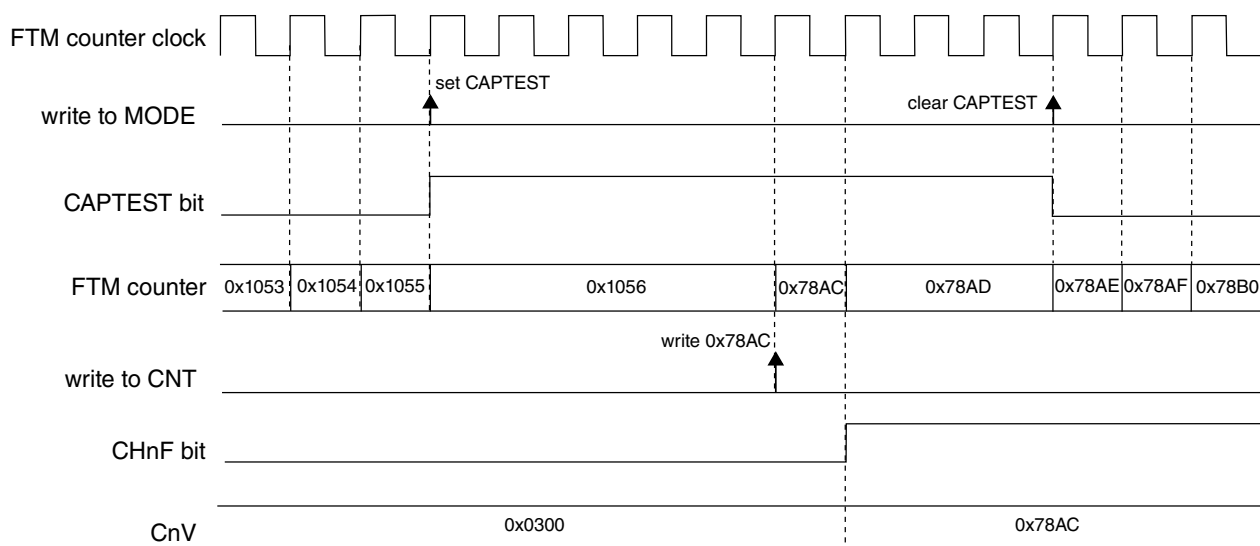 FTM counter clock
set CAPTEST
write to MODE
clear CAPTEST
CAPTEST bit
FTM counter 0x1053 0x1054 0x1055 0x1056 0x78AC 0x78AD 0x78AE 0x78AF 0x78B0
write 0x78AC
write to CNT
CHnF bit
CnV 0x0300 0x78AC